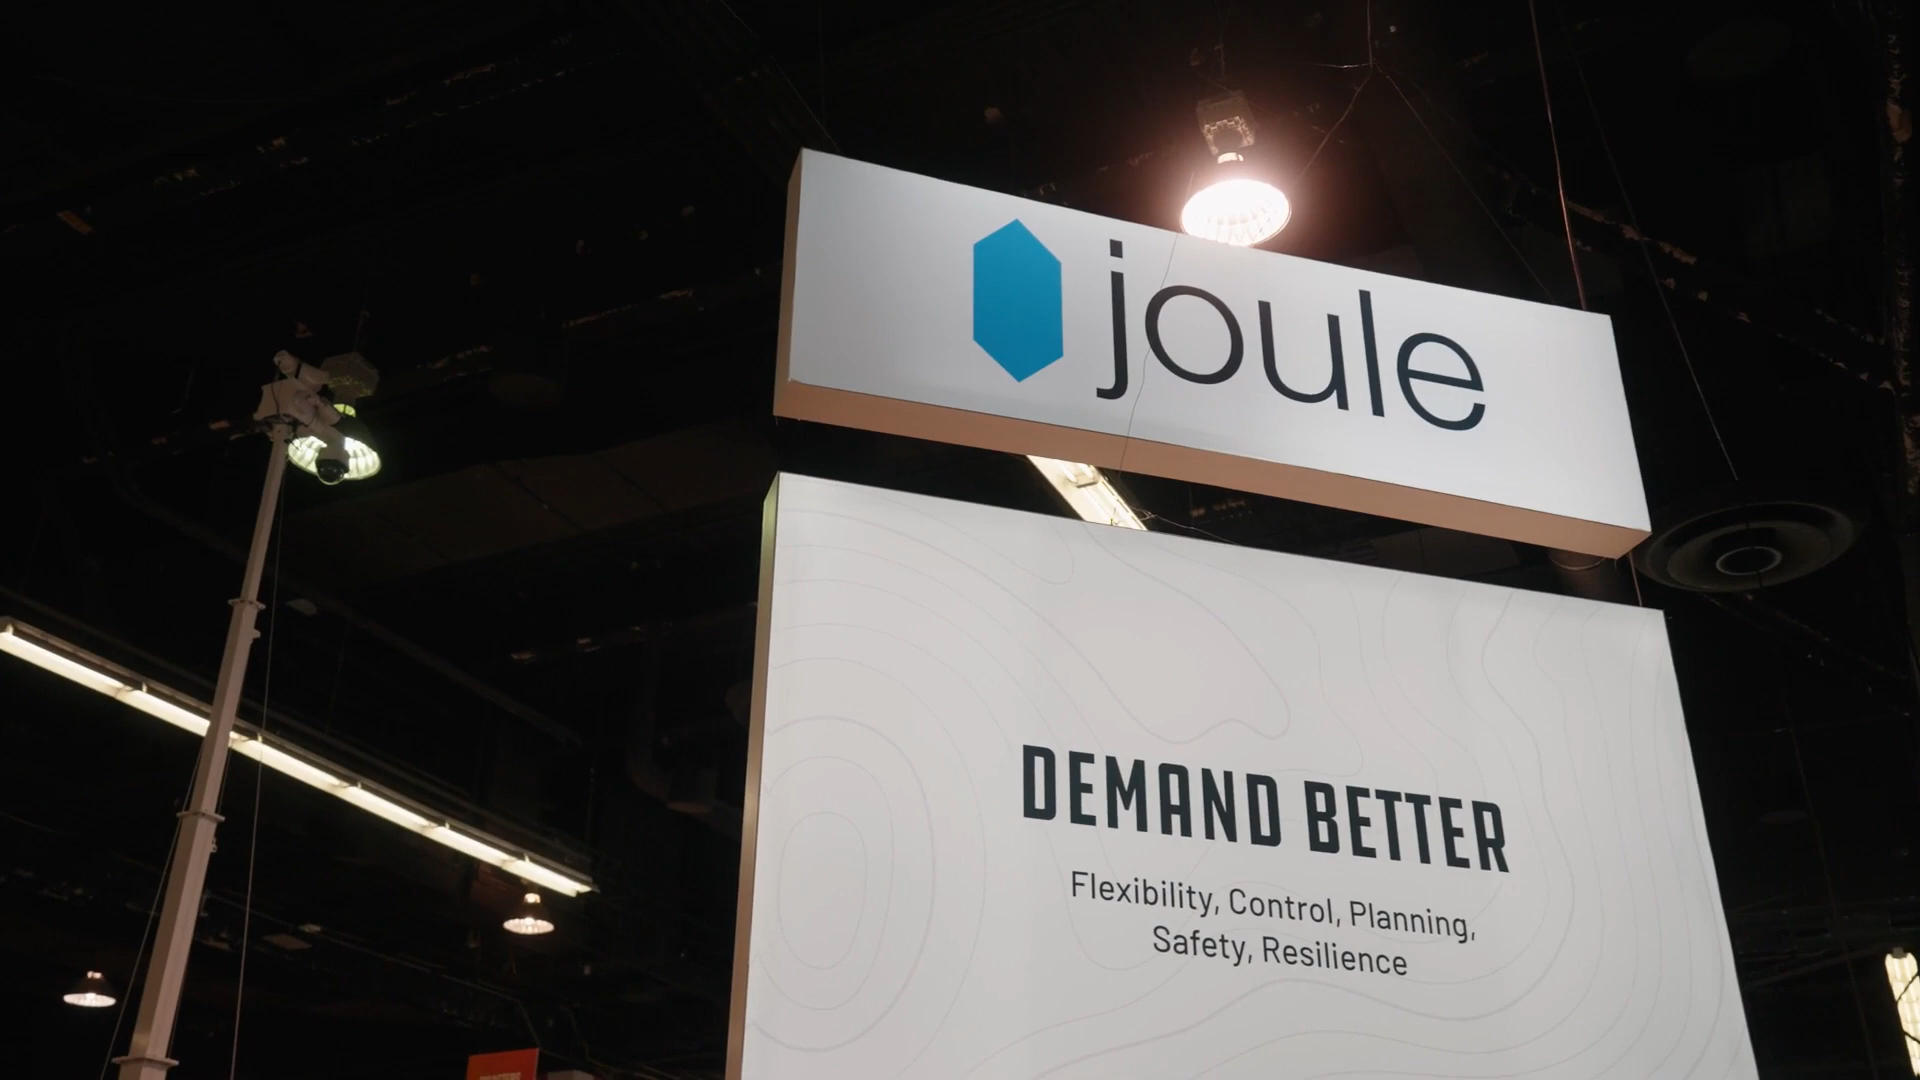 joule
DEMAND BETTER
Flexibility, Control, Planning,
Safety, Resilience